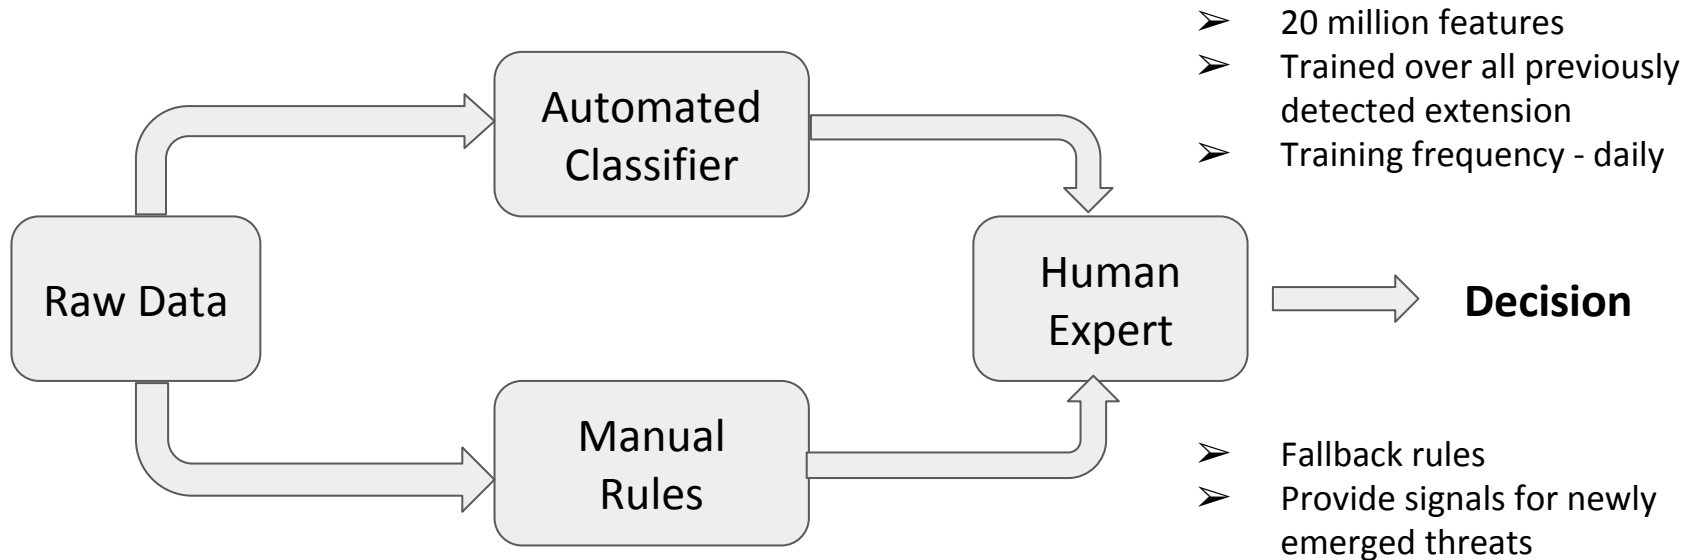 ➢ 20 million features
➢ Trained over all previously
detected extension
➢ Training frequency - daily
Automated
Classifier
Raw Data
Human
Expert
Decision
Manual
Rules
➢ Fallback rules
➢ Provide signals for newly
emerged threats